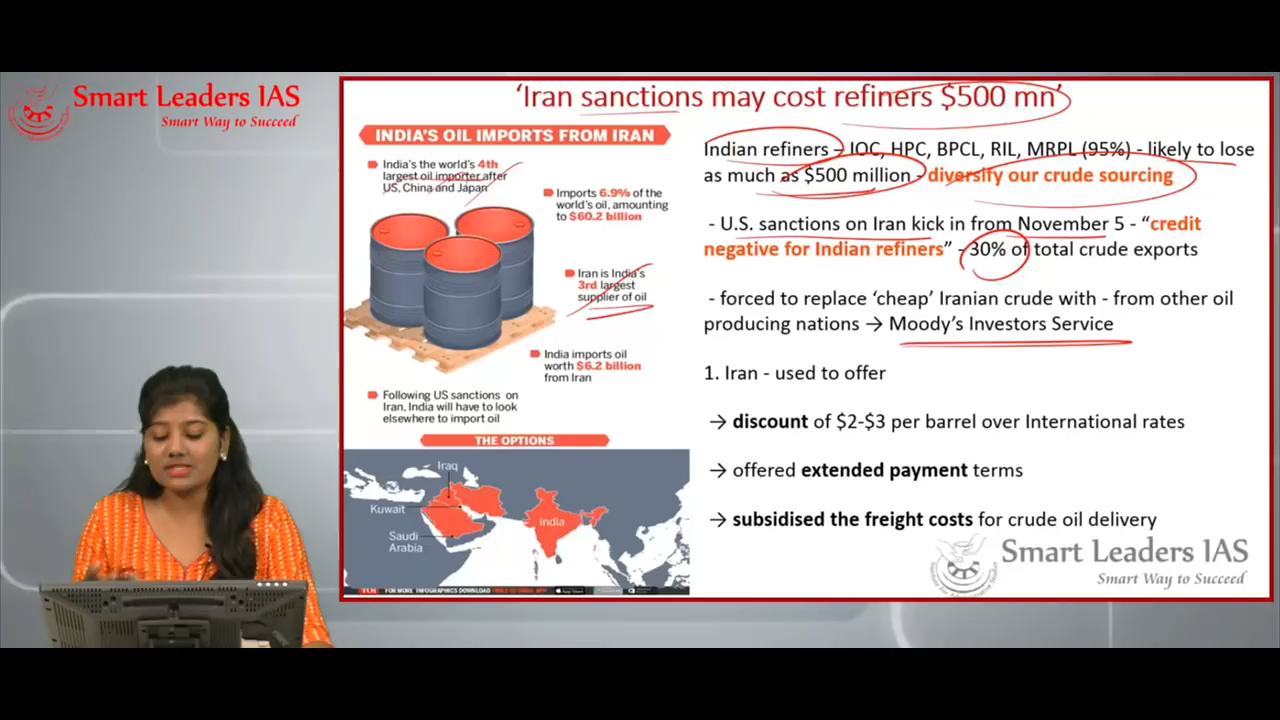 Smart Leaders IAS
Smart Way to Succeed
'Iran sanctions may cost refiners $500 mn'
INDIA'S OIL IMPORTS FROM IRAN
India's the world's 4th
largest oil importer after
US, China and Japan
Imports 6.9% of the
world's oil, amounting
to $60.2 billion
Iran is India's
3rd largest
supplier of oil
India imports oil
worth $6.2 billion
from Iran
Following US sanctions on
Iran, India will have to look
elsewhere to import oil
THE OPTIONS
Iraq
Kuwait
Saudi
Arabia
India
FOR MORE INFOGRAPHICS DOWNLOAD
Indian refiners – IOC, HPC, BPCL, RIL, MRPL (95%) - likely to lose
as much as $500 million - diversify our crude sourcing
- U.S. sanctions on Iran kick in from November 5 - “credit
negative for Indian refiners” - 30% of total crude exports
- forced to replace ‘cheap’ Iranian crude with - from other oil
producing nations → Moody’s Investors Service
1. Iran - used to offer
→ discount of $2-$3 per barrel over International rates
→ offered extended payment terms
→ subsidised the freight costs for crude oil delivery
Smart Leaders IAS
Smart Way to Succeed